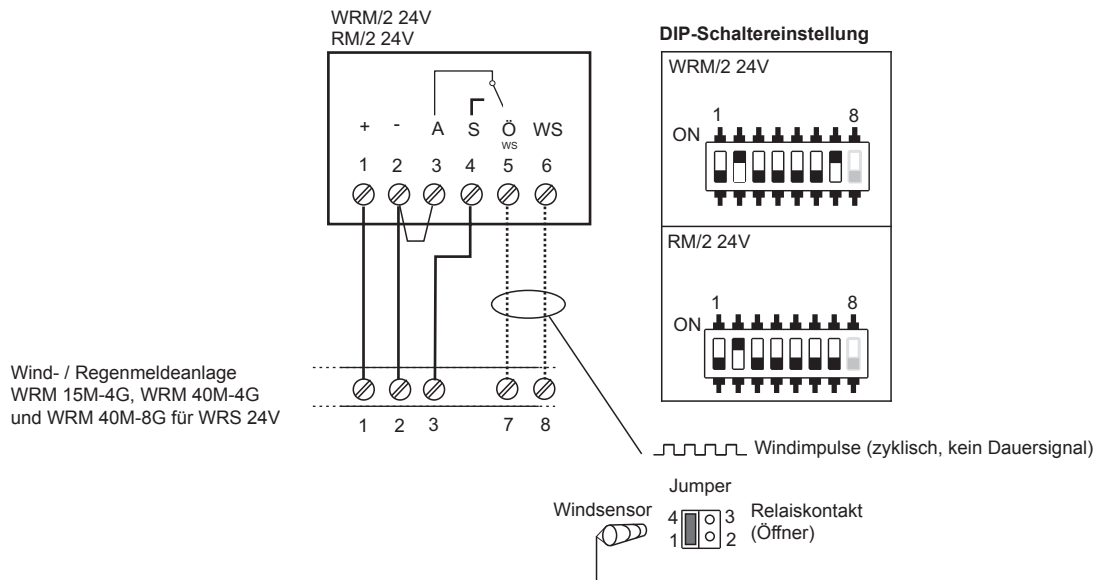 WRM/2 24V
RM/2 24V
+ - A S Ö WS
WS
1 2 3 4 5 6
1 2 3 7 8
Wind- / Regenmeldeanlage
WRM 15M-4G, WRM 40M-4G
und WRM 40M-8G für WRS 24V
DIP-Schaltereinstellung
WRM/2 24V
1 8
ON
RM/2 24V
1 8
ON
Windimpulse (zyklisch, kein Dauersignal)
Jumper
Windsensor
4 3
1 2
Relaiskontakt
(Öffner)